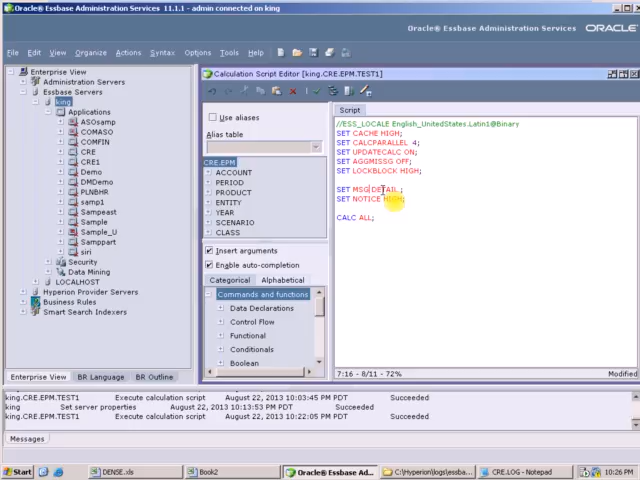 Oracle® Essbase Administration Services 11.1.1 - admin connected on king
Oracle® Essbase Administration Services ORACLE
File Edit View Navigate Actions Script Options Tools Help
Enterprise View
Administration Servers
Essbase Servers
king
Applications
ASOsamp
COMASO
COMFIN
CRE
CRE1
Demo
DMDemo
PLNBHR
samp1
Sampeast
Sample
Sample_U
Samppart
siri
Security
Data Mining
LOCALHOST
Hyperion Provider Servers
Business Rules
Smart Search Indexers
Enterprise View BR Language BR Outline
Calculation Script Editor [king.CRE.EPM.TEST1]
Use aliases
Alias table
CRE.EPM
ACCOUNT
PERIOD
PRODUCT
ENTITY
YEAR
SCENARIO
CLASS
Insert arguments
Enable auto-completion
Categorical Alphabetical
Commands and functions
Data Declarations
Control Flow
Functional
Conditionals
Boolean
Script
//ESS_LOCALE English_UnitedStates.Latin1@Binary
SET CACHE HIGH;
SET CALCPARALLEL 4;
SET UPDATECALC ON;
SET AGGMISSG OFF;
SET LOCKBLOCK HIGH;
SET MSG DETAIL ;
SET NOTICE HIGH;
CALC ALL;
7:16 - 8/11 - 72% Modified
king.CRE.EPM.TEST1 Execute calculation script August 22, 2013 10:03:45 PM PDT Succeeded
king Set server properties August 22, 2013 10:13:53 PM PDT Succeeded
king.CRE.EPM.TEST1 Execute calculation script August 22, 2013 10:22:05 PM PDT Succeeded
Messages
Start DENSE.xls Book2 Oracle® Essbase Ad... C:\Hyperion\logs\essba... CRE.LOG - Notepad 10:26 PM